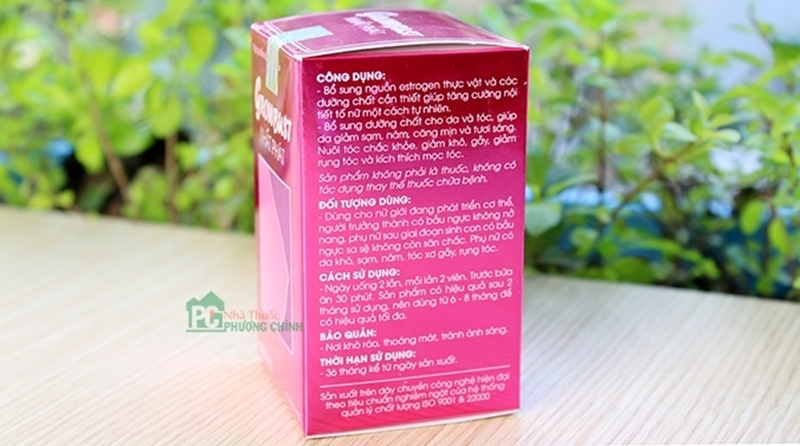 GROWBUST
CÔNG DỤNG:
- Bổ sung nguồn estrogen thực vật và các
dưỡng chất cần thiết giúp tăng cường nội
tiết tố nữ một cách tự nhiên.
- Bổ sung dưỡng chất cho da và tóc, giúp
da giảm sạm, nám, căng mịn và tươi sáng.
Nuôi tóc chắc khỏe, giảm khô, gẫy, giảm
rụng tóc và kích thích mọc tóc.
Sản phẩm không phải là thuốc, không có
tác dụng thay thế thuốc chữa bệnh.
ĐỐI TƯỢNG DÙNG:
- Dùng cho nữ giới đang phát triển cơ thể,
người trưởng thành có bầu ngực không nở
nang, phụ nữ sau giai đoạn sinh con có bầu
ngực sa sệ không còn săn chắc. Phụ nữ có
da khô, sạm, nám, tóc xơ gẫy, rụng tóc.
CÁCH SỬ DỤNG:
- Ngày uống 2 lần, mỗi lần 2 viên. Trước bữa
ăn 30 phút. Sản phẩm có hiệu quả sau 2
tháng sử dụng, nên dùng từ 6 - 8 tháng để
có hiệu quả tối đa.
BẢO QUẢN:
- Nơi khô ráo, thoáng mát, tránh ánh sáng.
THỜI HẠN SỬ DỤNG:
- 36 tháng kể từ ngày sản xuất.
Sản xuất trên dây chuyền công nghệ hiện đại
theo tiêu chuẩn nghiêm ngặt của hệ thống
quản lý chất lượng ISO 9001 & 22000
PC Nhà Thuốc
PHƯƠNG CHÍNH